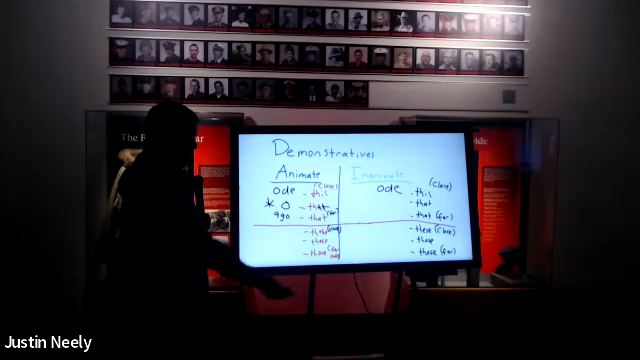 Demonstratives
Animate
Inanimate
ode - this (close)
* o - that
ago - that (far)
- these (close)
- those
- those
ode - this (close)
- that
- that (far)
- these (close)
- those
- those (far)
Justin Neely